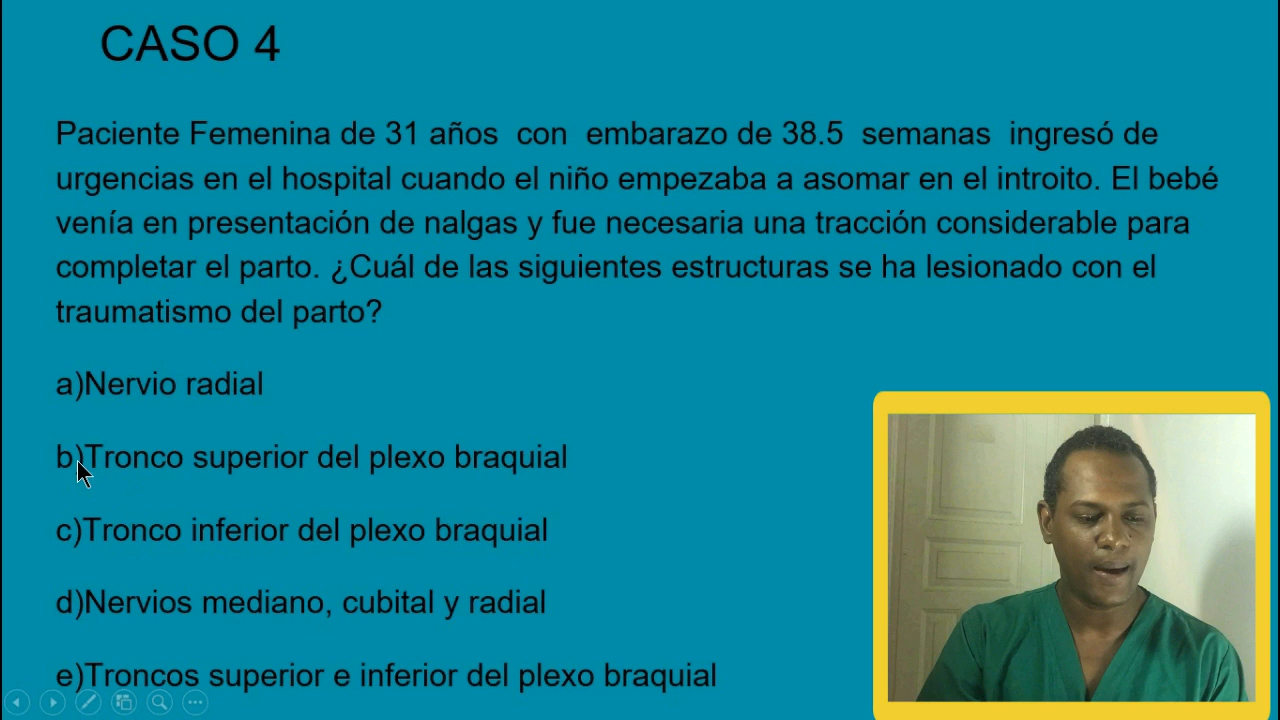 CASO 4
Paciente Femenina de 31 años con embarazo de 38.5 semanas ingresó de
urgencias en el hospital cuando el niño empezaba a asomar en el introito. El bebé
venía en presentación de nalgas y fue necesaria una tracción considerable para
completar el parto. ¿Cuál de las siguientes estructuras se ha lesionado con el
traumatismo del parto?
a)Nervio radial
b)Tronco superior del plexo braquial
c)Tronco inferior del plexo braquial
d)Nervios mediano, cubital y radial
e)Troncos superior e inferior del plexo braquial